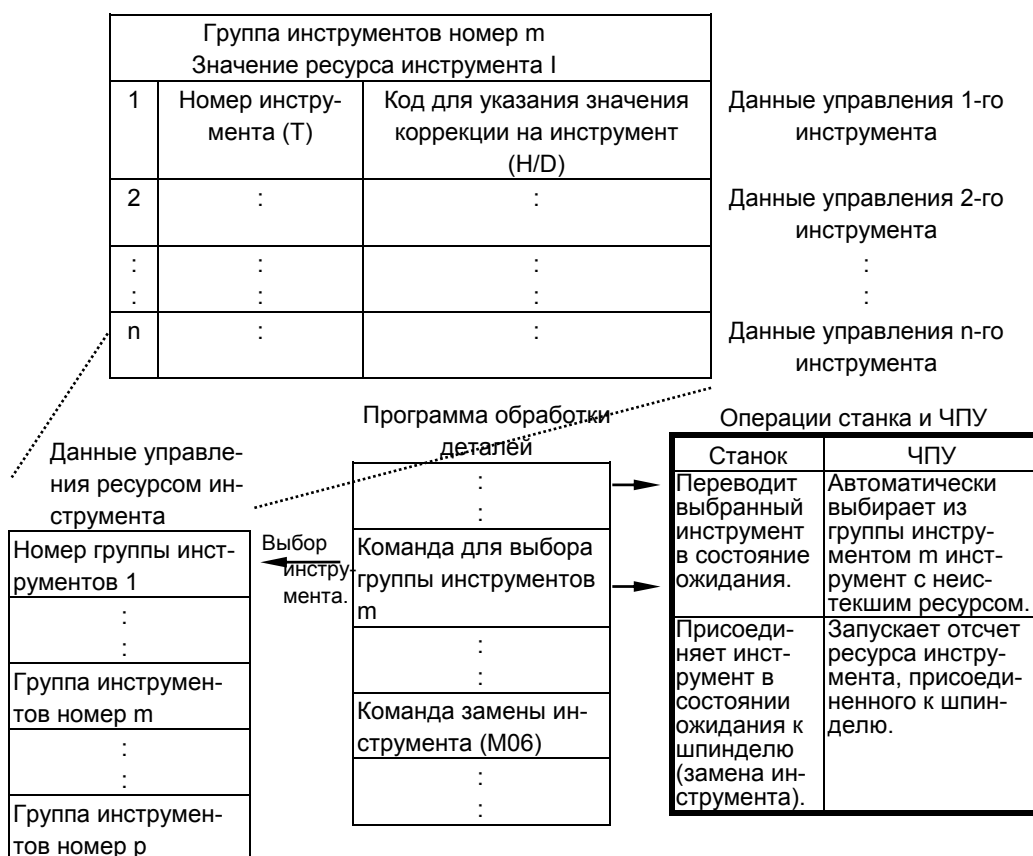 Группа инструментов номер m
Значение ресурса инструмента I
1
Номер инстру-
мента (T)
Код для указания значения
коррекции на инструмент
(H/D)
Данные управления 1-го
инструмента
2
:
:
Данные управления 2-го
инструмента
:
:
:
:
:
:
:
:
n
:
:
Данные управления n-го
инструмента
Данные управле-
ния ресурсом ин-
струмента
Номер группы инст-
рументов 1
:
:
Группа инструмен-
тов номер m
:
:
Группа инструмен-
тов номер p
Выбор
инстру-
мента.
Программа обработки
деталей
:
:
Команда для выбора
группы инструментов
m
:
:
Команда замены ин-
струмента (M06)
:
:
Операции станка и ЧПУ
Станок
ЧПУ
Переводит
выбранный
инструмент
в состояние
ожидания.
Автоматически
выбирает из
группы инстру-
ментом m инст-
румент с неис-
текшим ресурсом.
Присоеди-
няет инст-
румент в
состоянии
ожидания к
шпинделю
(замена ин-
струмента).
Запускает отсчет
ресурса инстру-
мента, присоеди-
ненного к шпин-
делю.